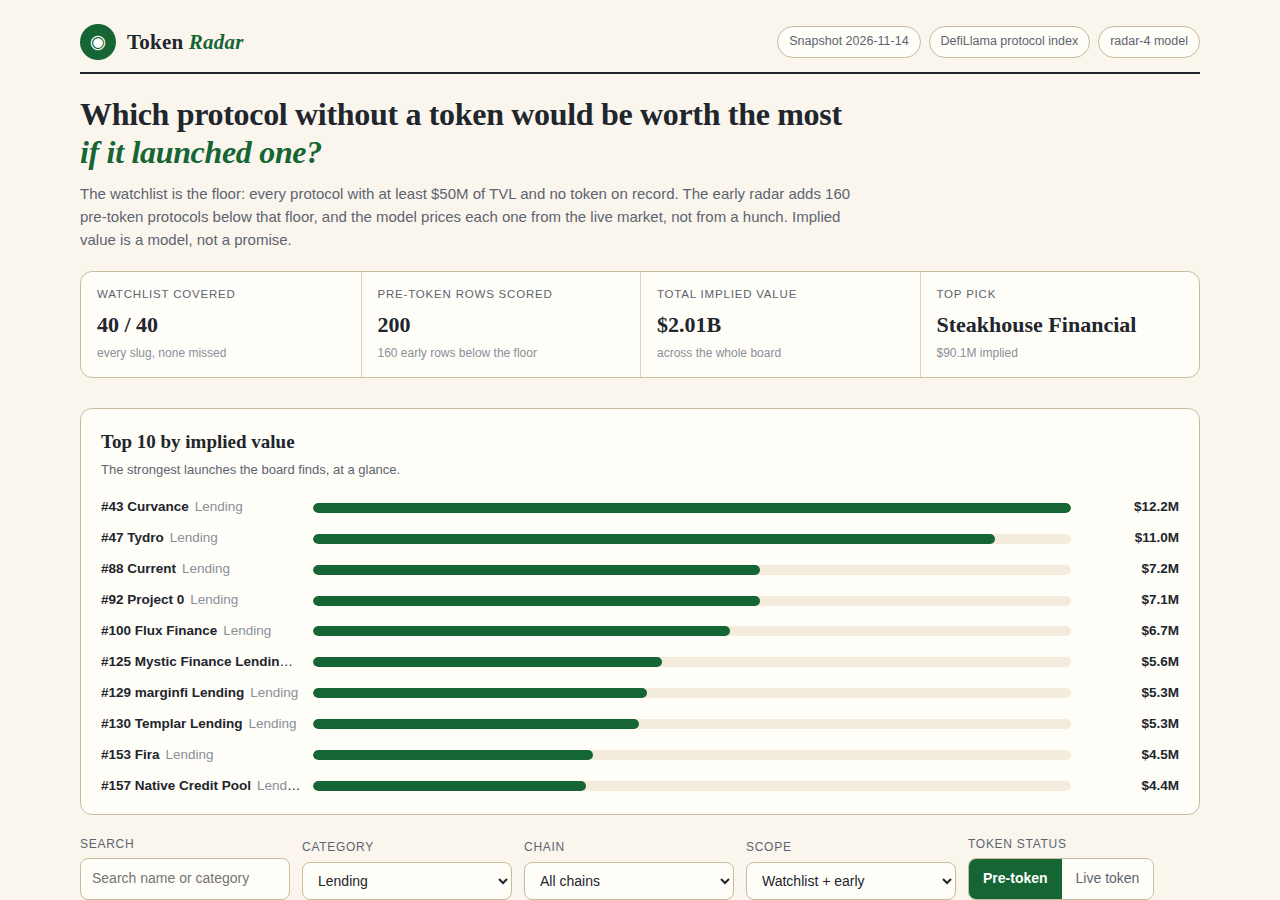 Token Radar
Snapshot 2026-11-14
DefiLlama protocol index
radar-4 model
Which protocol without a token would be worth the most
if it launched one?
The watchlist is the floor: every protocol with at least $50M of TVL and no token on record. The early radar adds 160
pre-token protocols below that floor, and the model prices each one from the live market, not from a hunch. Implied
value is a model, not a promise.
WATCHLIST COVERED
40 / 40
every slug, none missed
PRE-TOKEN ROWS SCORED
200
160 early rows below the floor
TOTAL IMPLIED VALUE
$2.01B
across the whole board
TOP PICK
Steakhouse Financial
$90.1M implied
Top 10 by implied value
The strongest launches the board finds, at a glance.
#43 Curvance Lending $12.2M
#47 Tydro Lending $11.0M
#88 Current Lending $7.2M
#92 Project 0 Lending $7.1M
#100 Flux Finance Lending $6.7M
#125 Mystic Finance Lendin… $5.6M
#129 marginfi Lending Lending $5.3M
#130 Templar Lending Lending $5.3M
#153 Fira Lending $4.5M
#157 Native Credit Pool Lend… $4.4M
SEARCH
Search name or category
CATEGORY
Lending
CHAIN
All chains
SCOPE
Watchlist + early
TOKEN STATUS
Pre-token
Live token